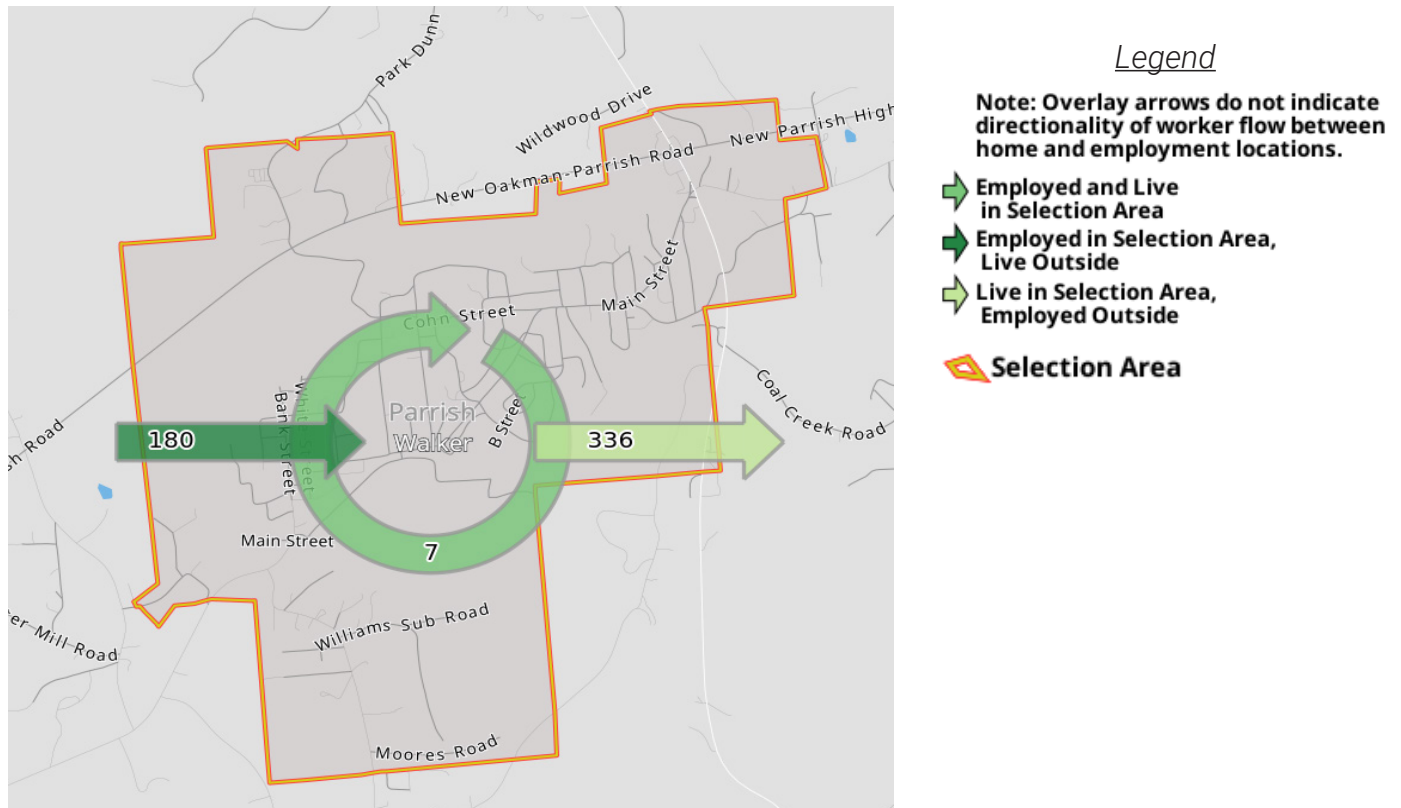 Park Dunn
Wildwood Drive
New Parrish High
New Oakman-Parrish Road
Main Street
Cohn Street
Coal Creek Road
Bank Street
Parrish
Walker
B Street
sh Road
180
336
Main Street
7
Williams Sub Road
er Mill Road
Moores Road
Legend
Note: Overlay arrows do not indicate
directionality of worker flow between
home and employment locations.
Employed and Live
in Selection Area
Employed in Selection Area,
Live Outside
Live in Selection Area,
Employed Outside
Selection Area